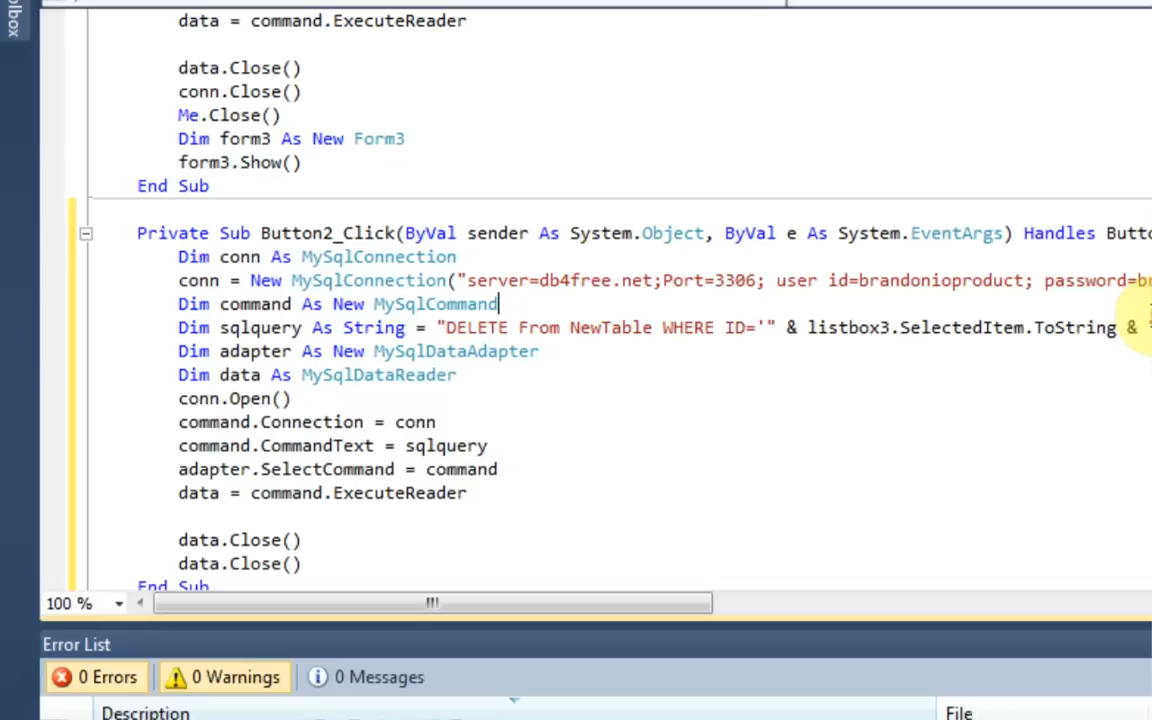 lbox
data = command.ExecuteReader
data.Close()
conn.Close()
Me.Close()
Dim form3 As New Form3
form3.Show()
End Sub
Private Sub Button2_Click(ByVal sender As System.Object, ByVal e As System.EventArgs) Handles Butto
Dim conn As MySqlConnection
conn = New MySqlConnection("server=db4free.net;Port=3306; user id=brandonioproduct; password=br
Dim command As New MySqlCommand
Dim sqlquery As String = "DELETE From NewTable WHERE ID='" & listbox3.SelectedItem.ToString & "
Dim adapter As New MySqlDataAdapter
Dim data As MySqlDataReader
conn.Open()
command.Connection = conn
command.CommandText = sqlquery
adapter.SelectCommand = command
data = command.ExecuteReader
data.Close()
data.Close()
End Sub
100 %
Error List
0 Errors
0 Warnings
0 Messages
Description
File